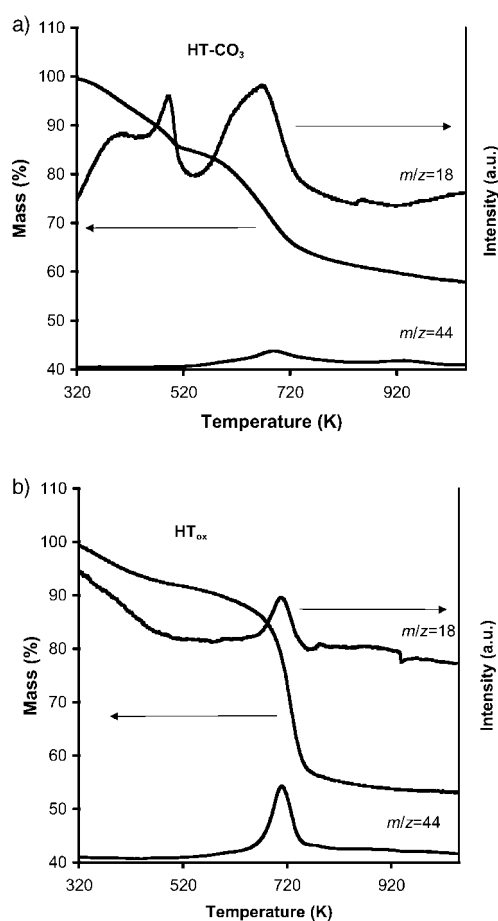 a)
HT-CO₃
110
100
90
80
70
60
50
40
Mass (%)
m/z=18
m/z=44
Intensity (a.u.)
320 520 720 920
Temperature (K)
b)
HTₒₓ
110
100
90
80
70
60
50
40
Mass (%)
m/z=18
m/z=44
Intensity (a.u.)
320 520 720 920
Temperature (K)